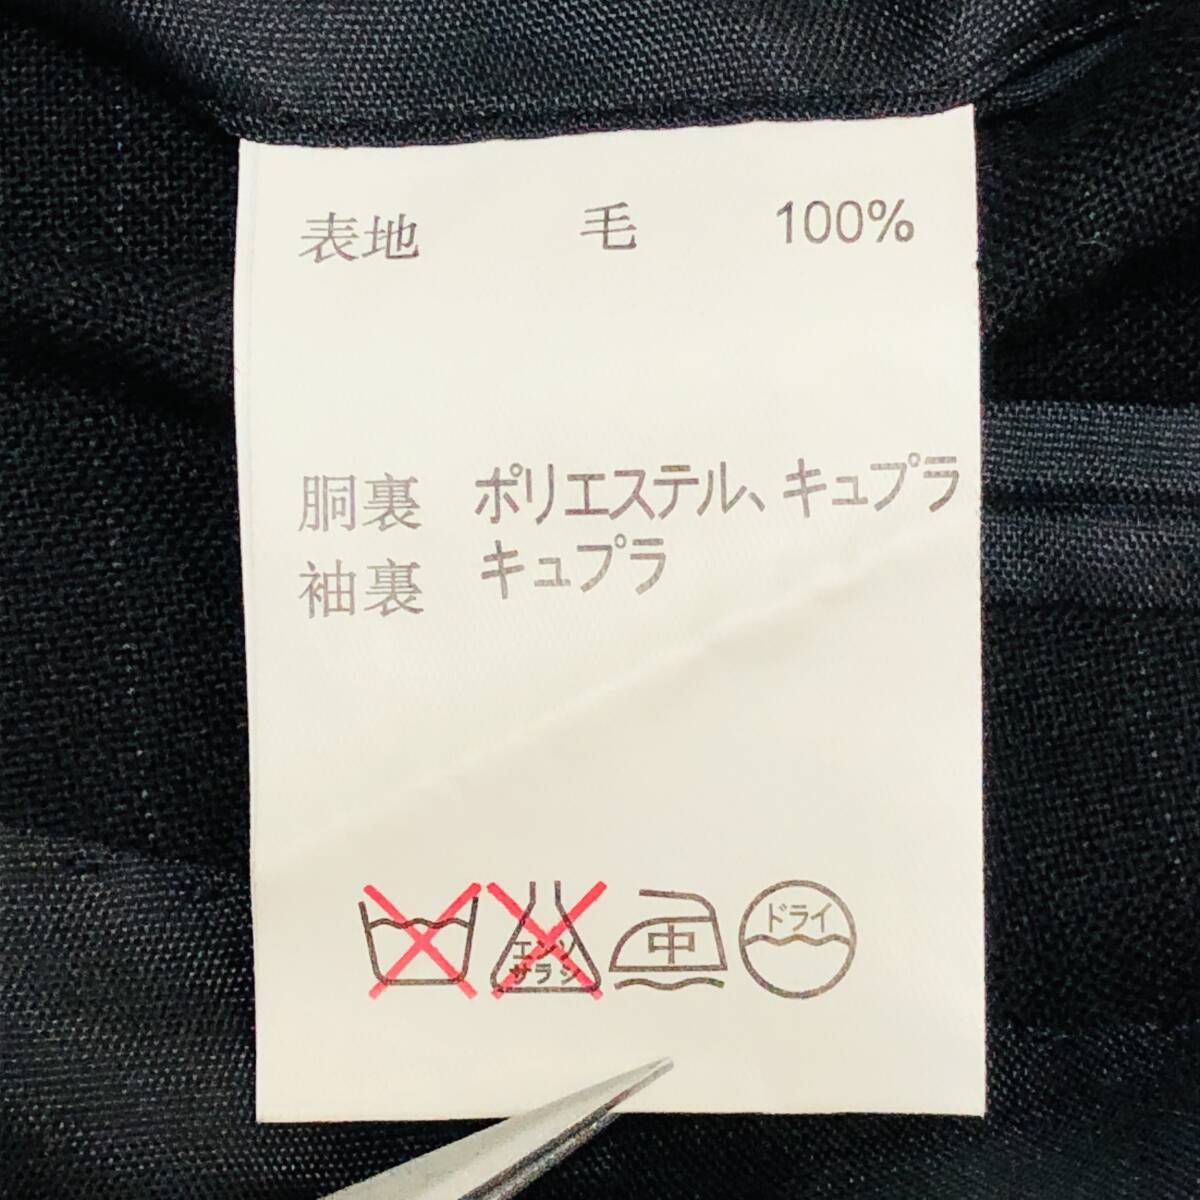 表地 毛 100%
胴裏 ポリエステル、キュプラ
袖裏 キュプラ
エンソ
サラシ
中
ドライ